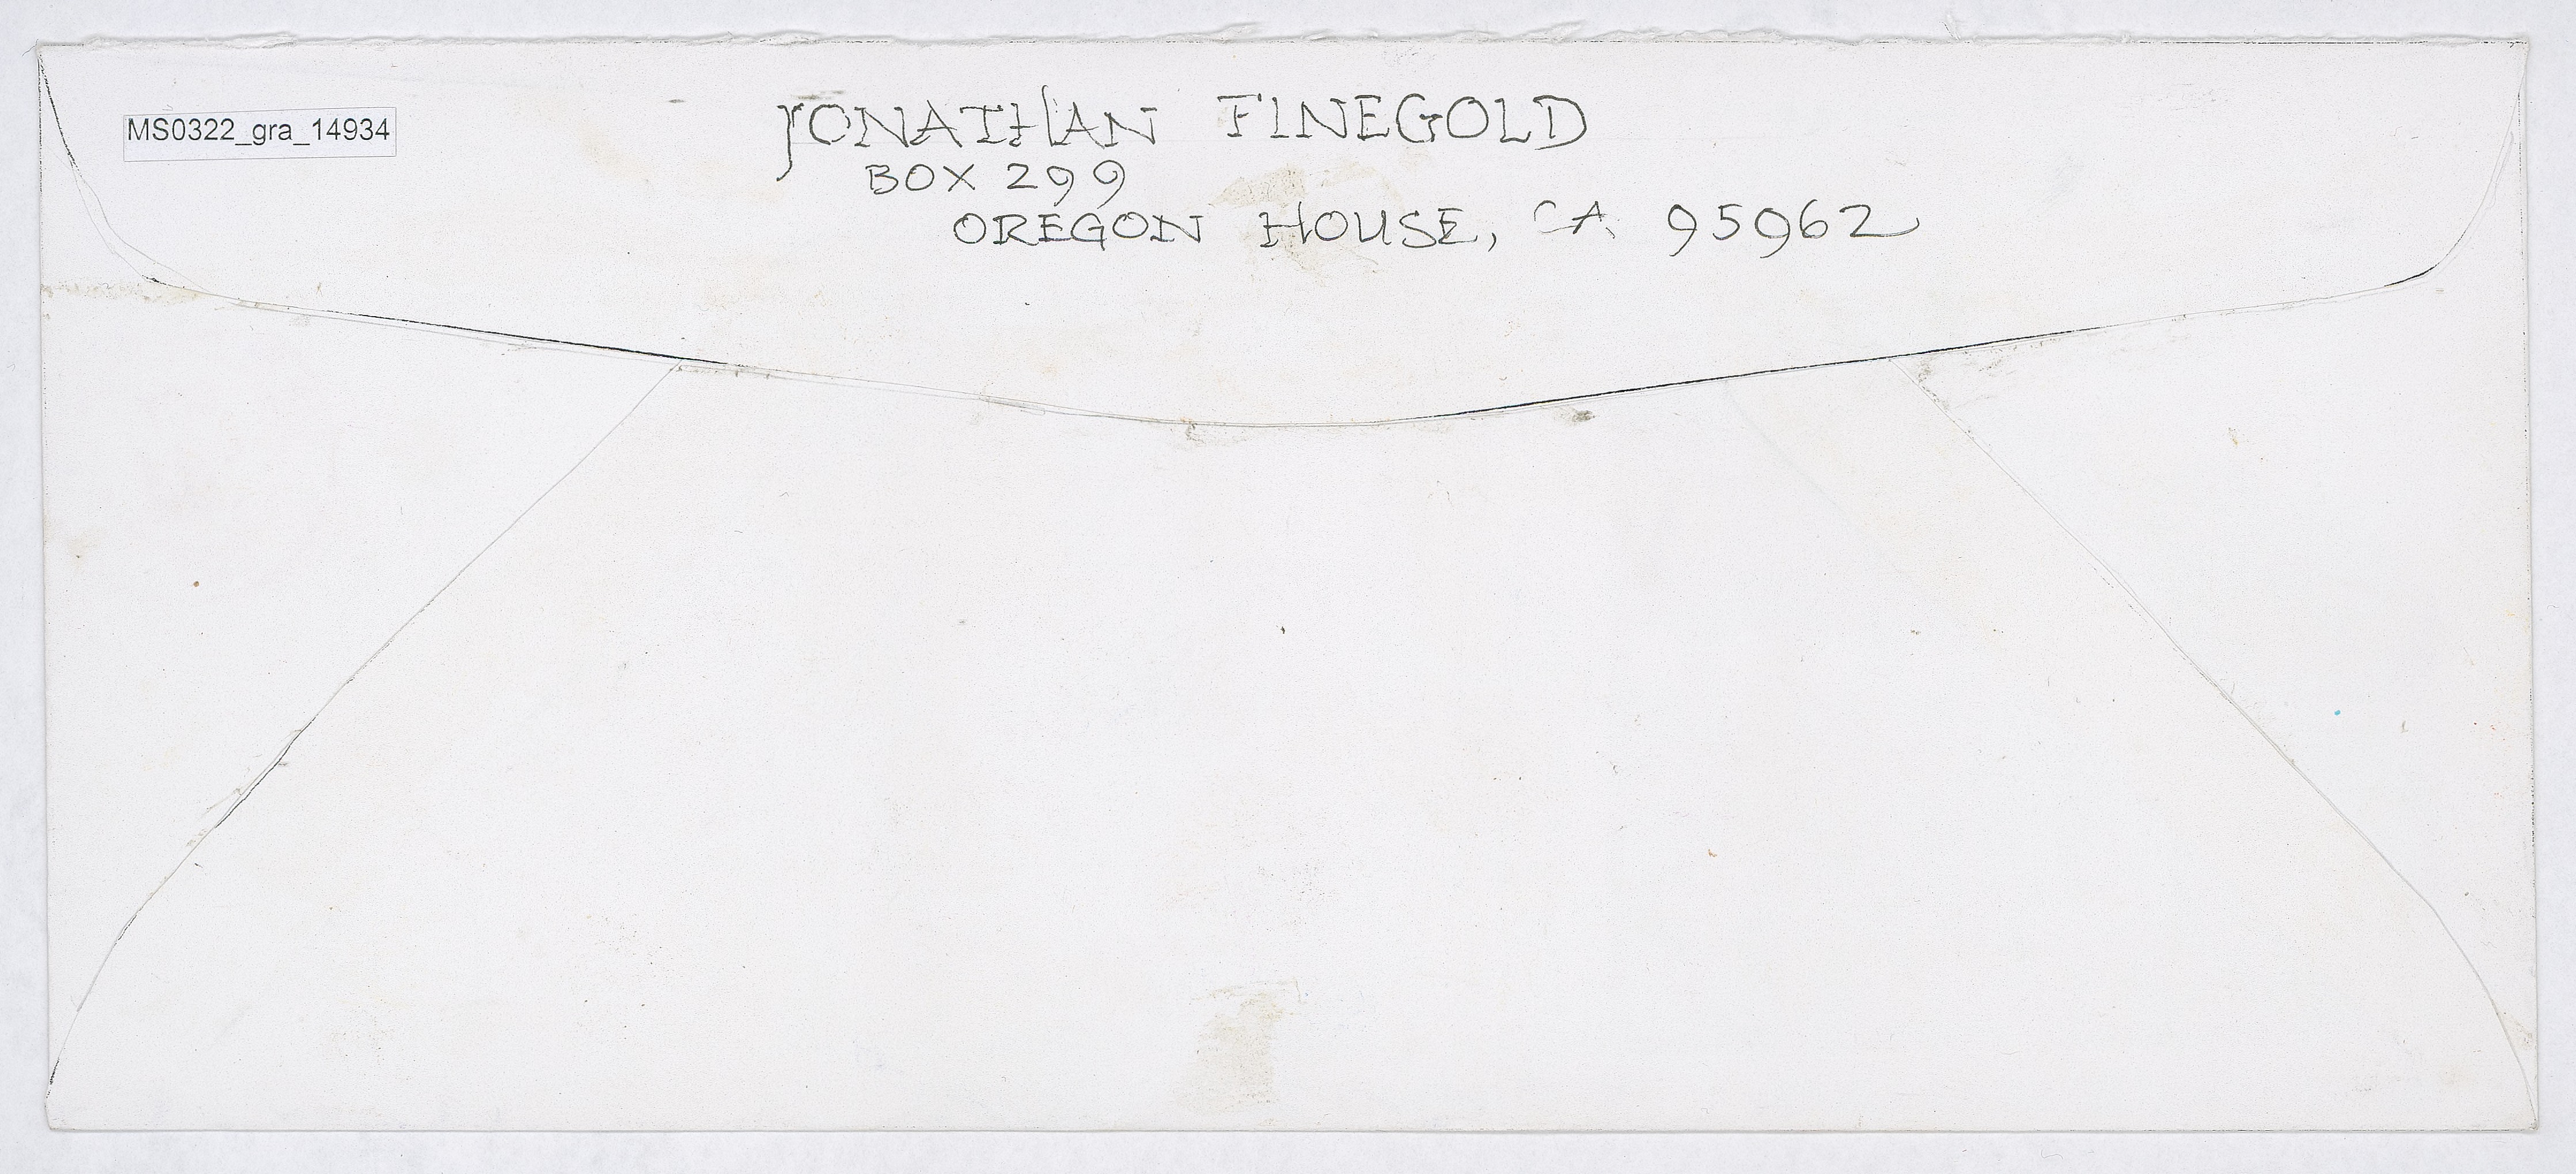 MS0322_gra_14934
JONATHAN FINEGOLD
BOX 299
OREGON HOUSE, CA 95962